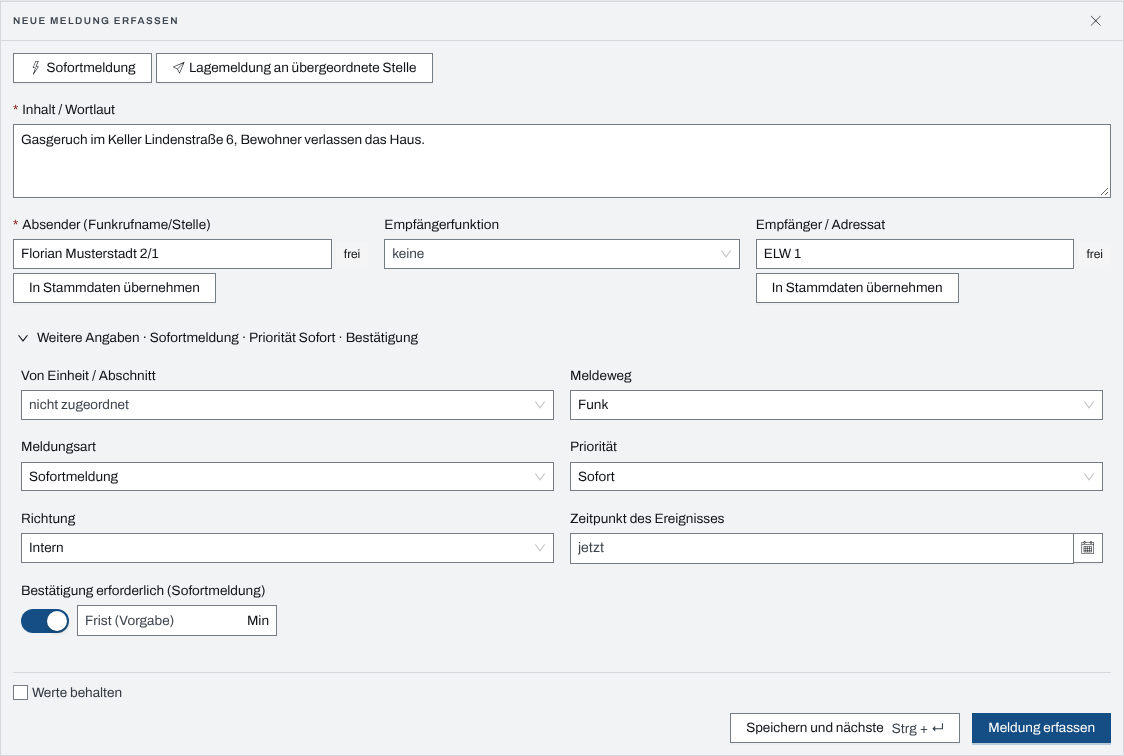 NEUE MELDUNG ERFASSEN
Sofortmeldung
Lagemeldung an übergeordnete Stelle
* Inhalt / Wortlaut
Gasgeruch im Keller Lindenstraße 6, Bewohner verlassen das Haus.
* Absender (Funkrufname/Stelle)
Empfängerfunktion
Empfänger / Adressat
Florian Musterstadt 2/1
frei
keine
ELW 1
frei
In Stammdaten übernehmen
In Stammdaten übernehmen
Weitere Angaben · Sofortmeldung · Priorität Sofort · Bestätigung
Von Einheit / Abschnitt
Meldeweg
nicht zugeordnet
Funk
Meldungsart
Priorität
Sofortmeldung
Sofort
Richtung
Zeitpunkt des Ereignisses
Intern
jetzt
Bestätigung erforderlich (Sofortmeldung)
Frist (Vorgabe)
Min
Werte behalten
Speichern und nächste Strg + ↵
Meldung erfassen